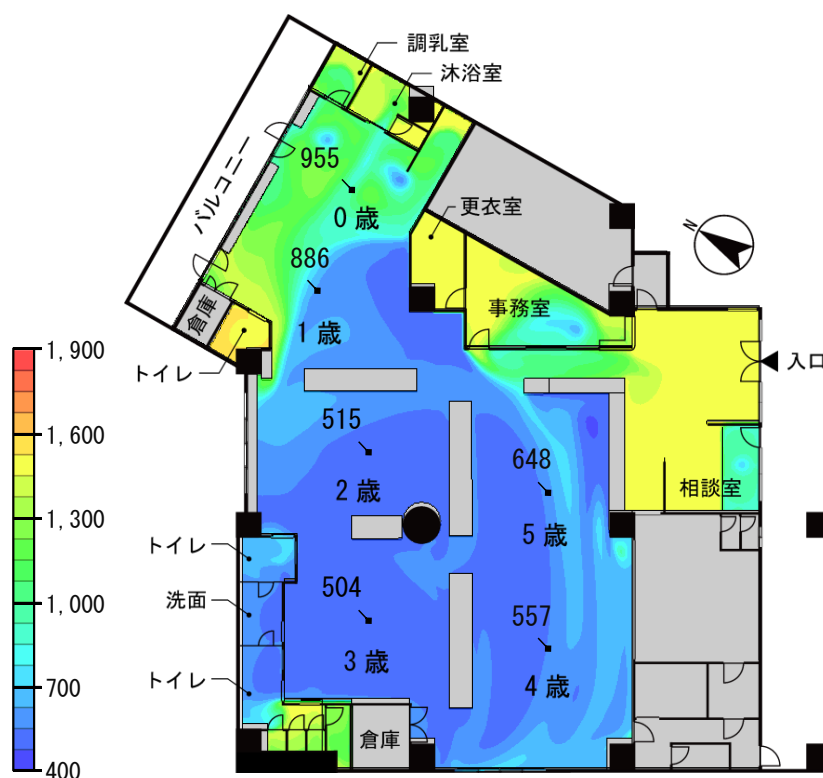 調乳室
沐浴室
バルコニー
955
0 歳
更衣室
N
886
事務室
倉庫
1 歳
1,900
入口
トイレ
515
1,600
648
2 歳
相談室
1,300
5 歳
トイレ
504
1,000
洗面
557
3 歳
トイレ
4 歳
700
倉庫
400